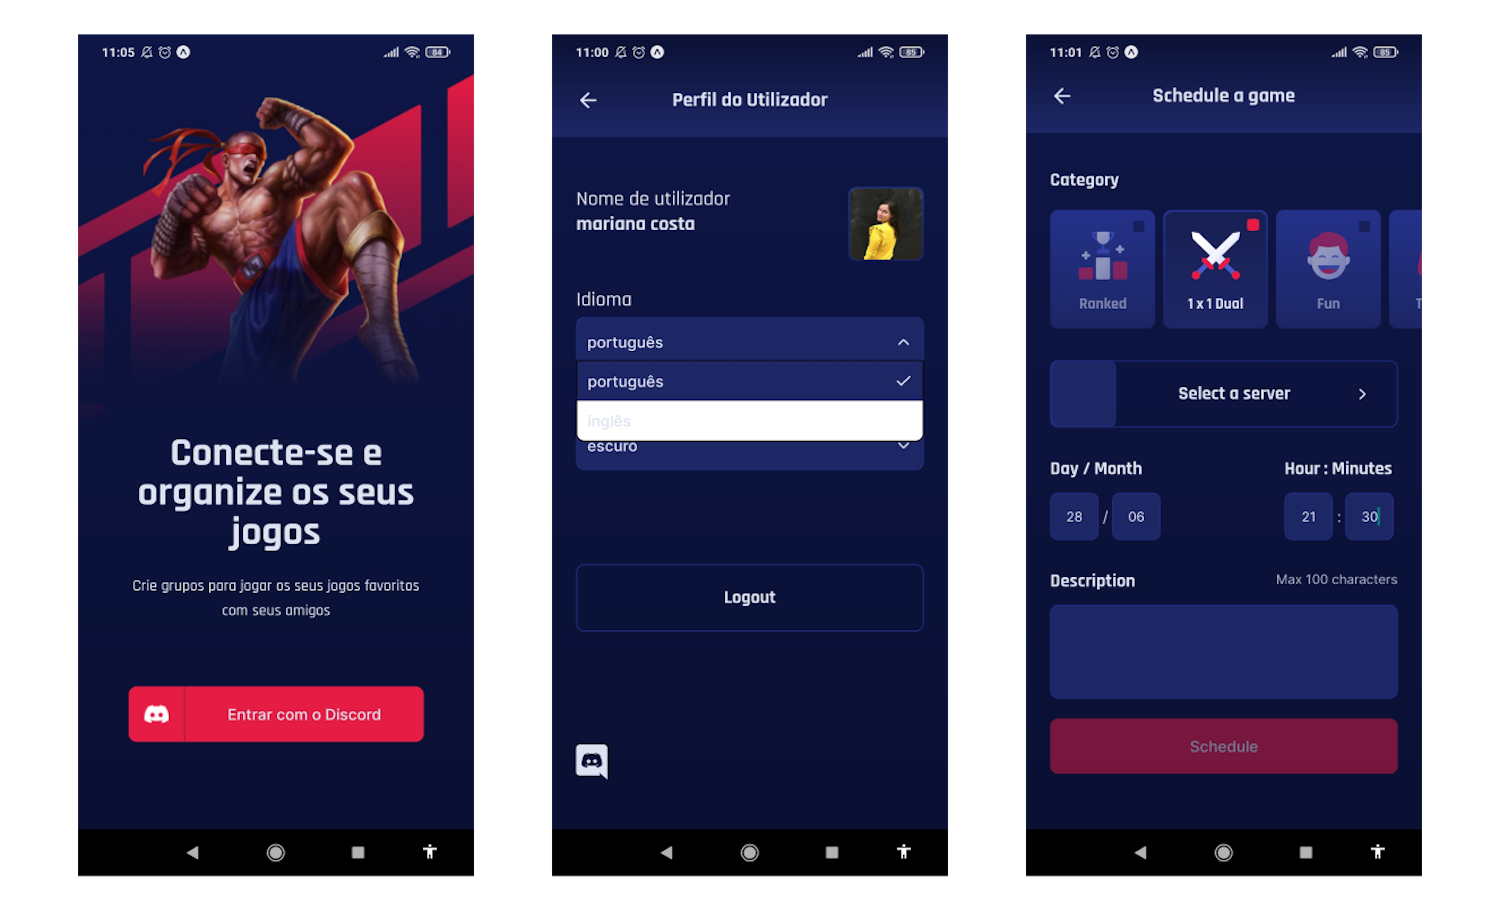 11:05
84
Conecte-se e
organize os seus
jogos
Crie grupos para jogar os seus jogos favoritos
com seus amigos
Entrar com o Discord
11:00
85
Perfil do Utilizador
Nome de utilizador
mariana costa
Idioma
português
português
inglês
escuro
Logout
11:01
85
Schedule a game
Category
Ranked
1 x 1 Dual
Fun
T
Select a server
Day / Month
Hour : Minutes
28 / 06
21 : 30
Description
Max 100 characters
Schedule